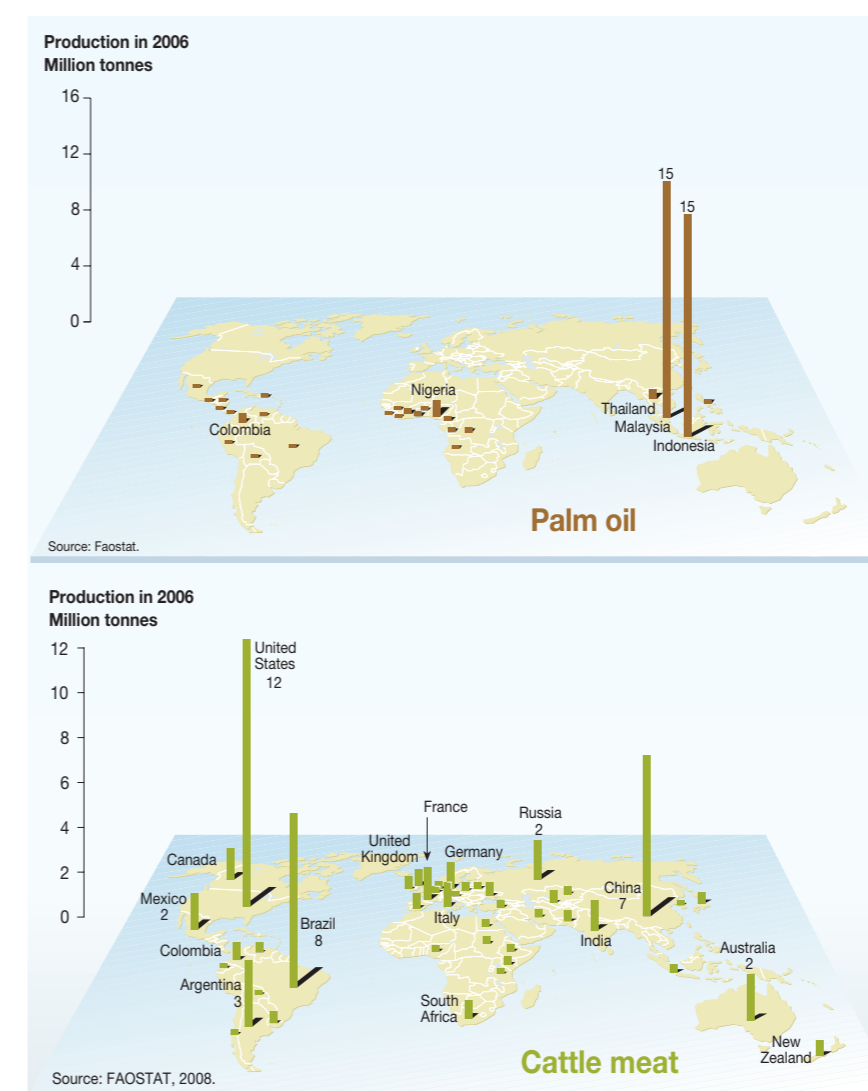 Production in 2006
Million tonnes
16
12
8
4
0
15
15
Nigeria
Colombia
Thailand
Malaysia
Indonesia
Palm oil
Source: Faostat.
Production in 2006
Million tonnes
12
10
8
6
4
2
0
United
States
12
France
Russia
2
United
Kingdom
Germany
Canada
Mexico
2
China
7
Italy
Brazil
8
India
Colombia
Australia
2
Argentina
3
South
Africa
New
Zealand
Cattle meat
Source: FAOSTAT, 2008.